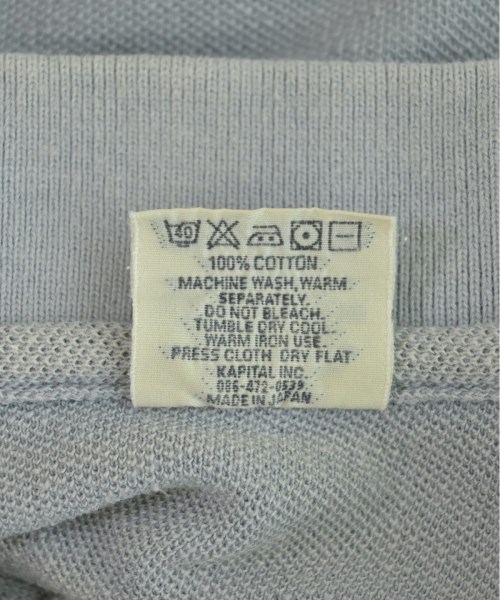 40
100% COTTON.
MACHINE WASH, WARM
SEPARATELY.
DO NOT BLEACH.
TUMBLE DRY COOL.
WARM IRON USE.
PRESS CLOTH DRY FLAT
KAPITAL INC.
086-472-0539
MADE IN JAPAN.